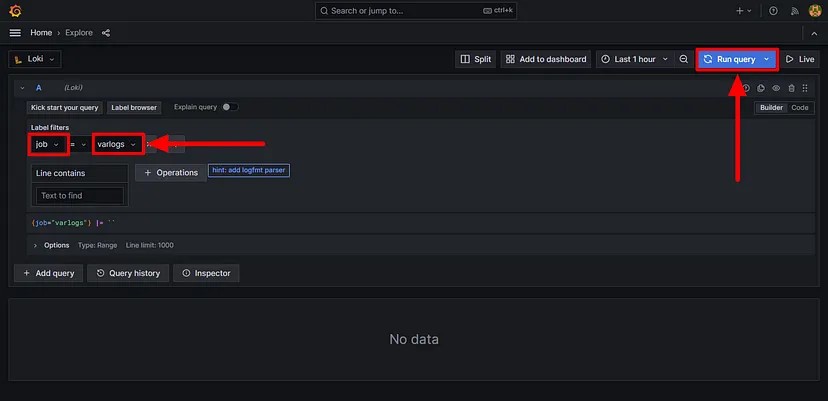 Search or jump to...
ctrl+k
Home › Explore
Loki
Split
Add to dashboard
Last 1 hour
Run query
Live
A (Loki)
Kick start your query
Label browser
Explain query
Builder
Code
Label filters
job = varlogs
Line contains
Text to find
+ Operations
hint: add logfmt parser
{job="varlogs"} |= ``
Options Type: Range Line limit: 1000
+ Add query
Query history
Inspector
No data